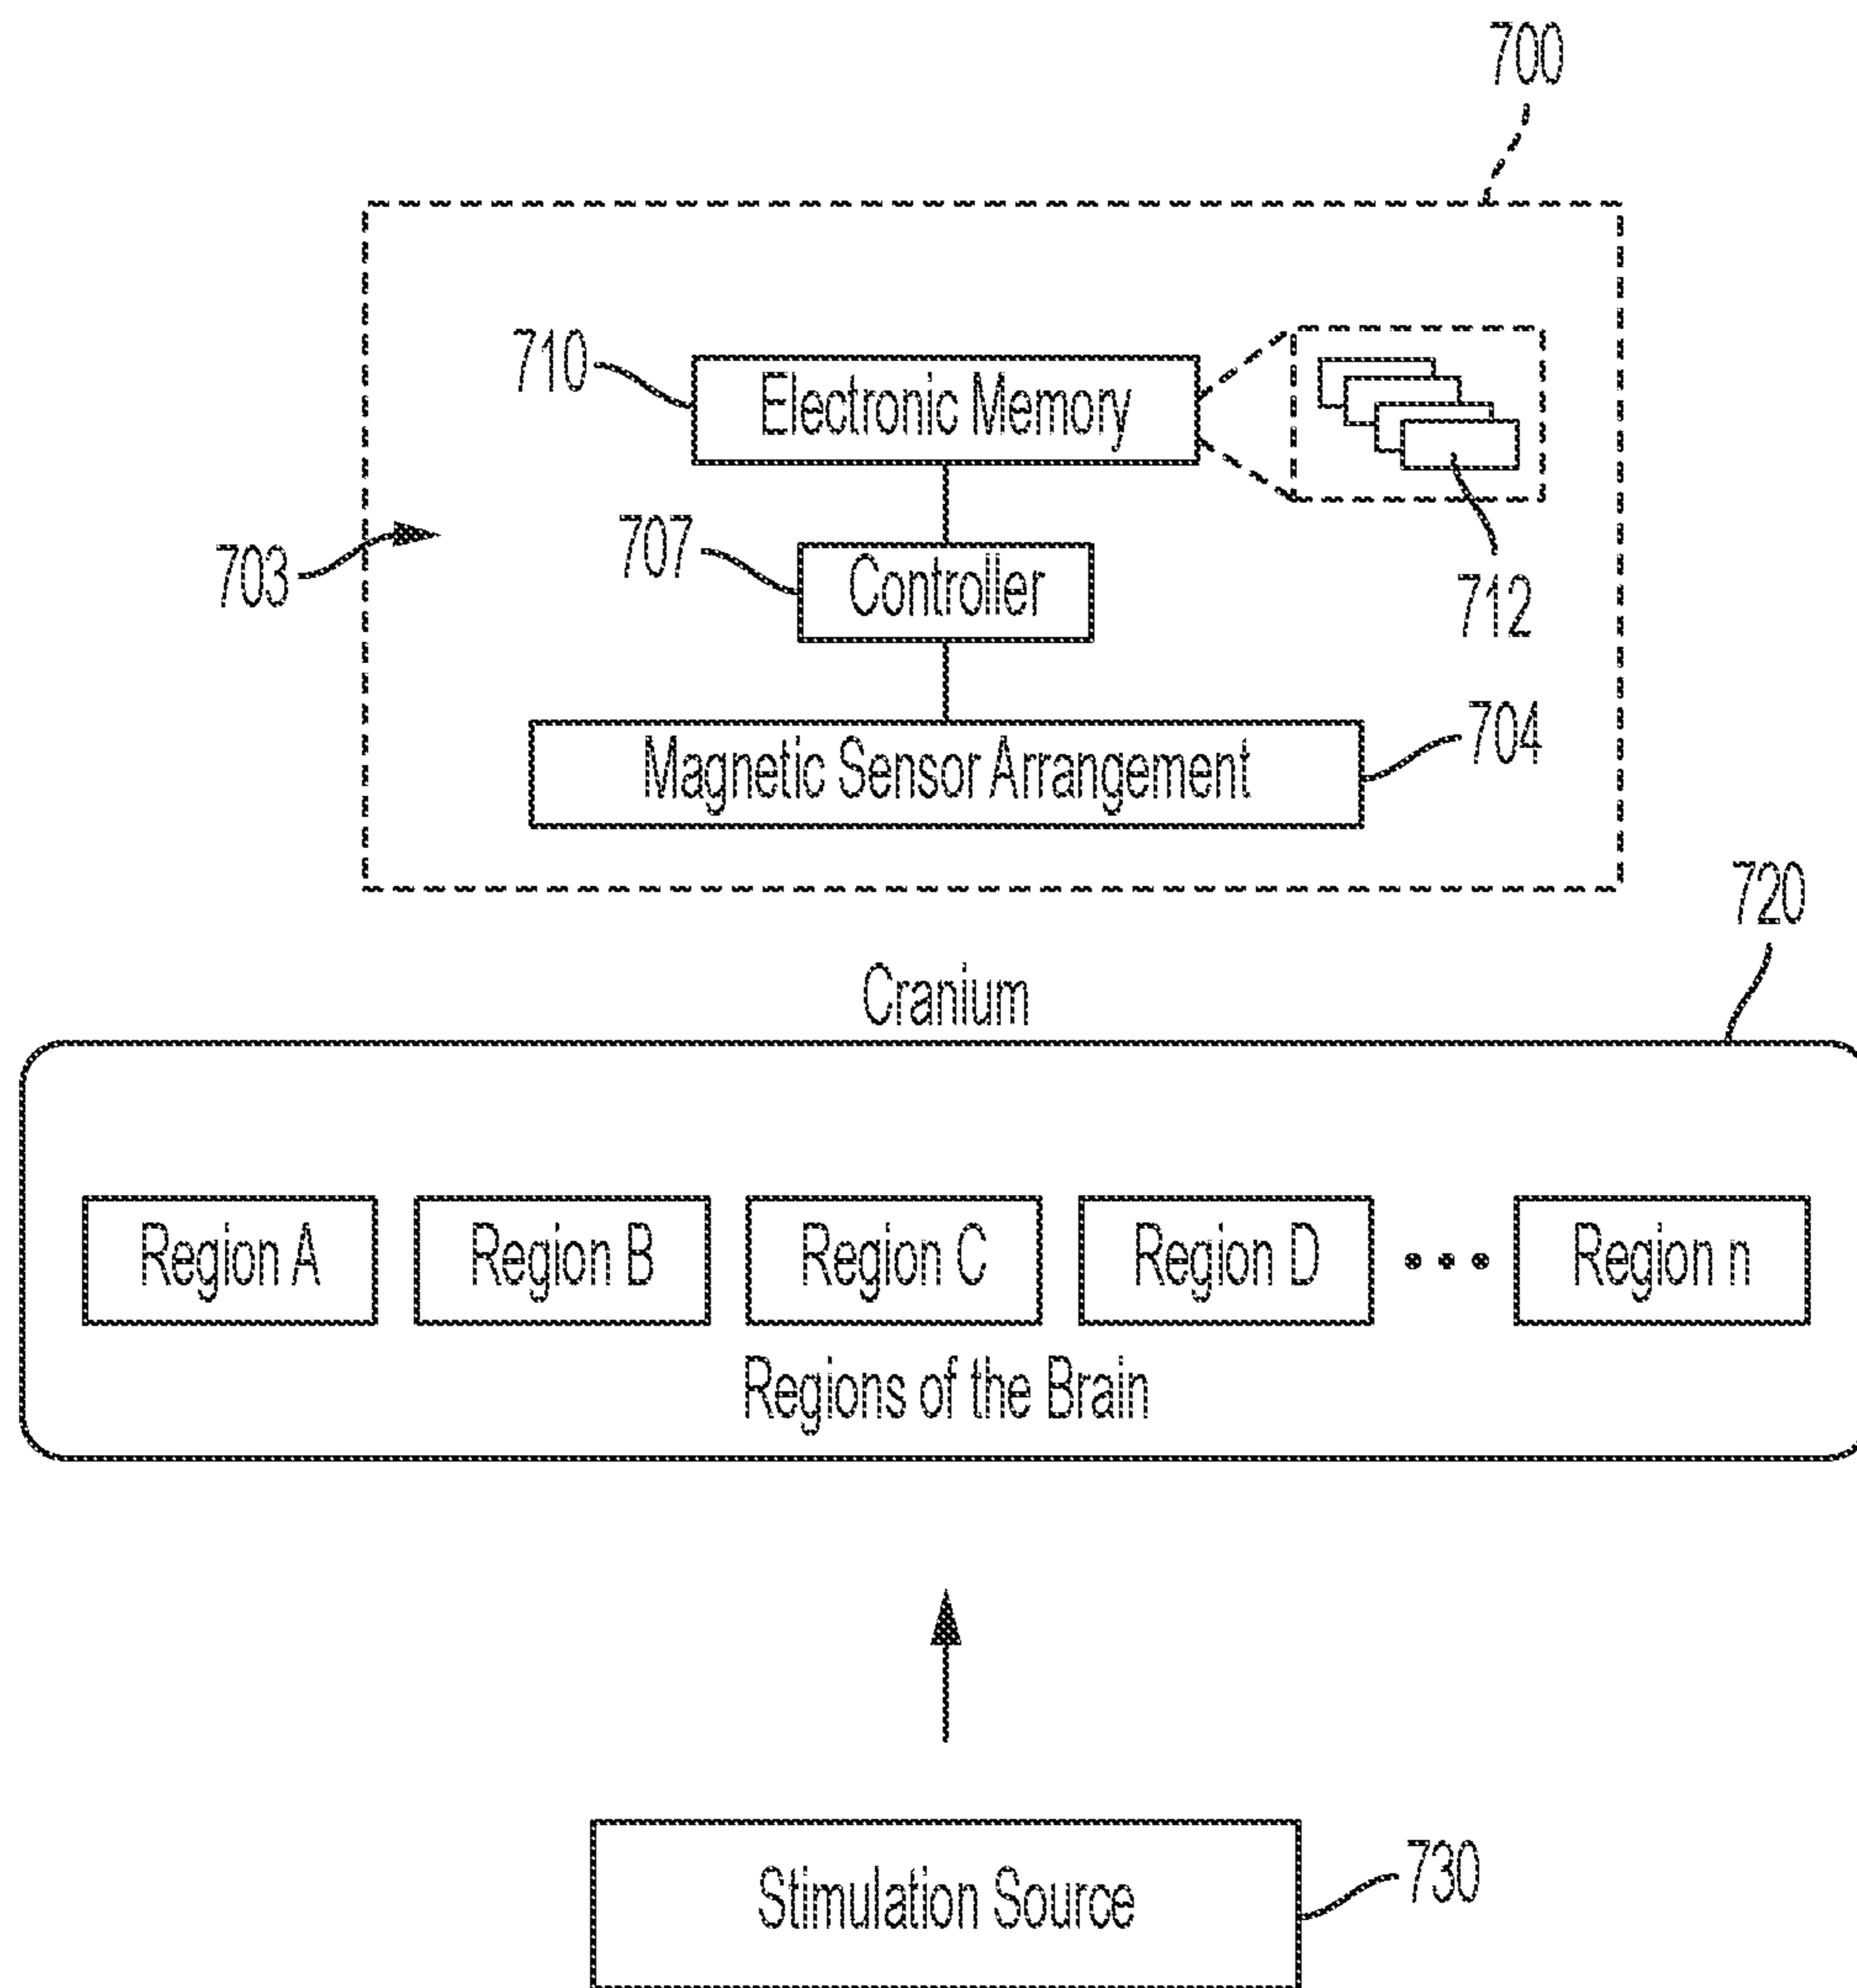 700
710
Electronic Memory
703
707
Controller
712
Magnetic Sensor Arrangement
704
720
Cranium
Region A
Region B
Region C
Region D
Region n
Regions of the Brain
Stimulation Source
730